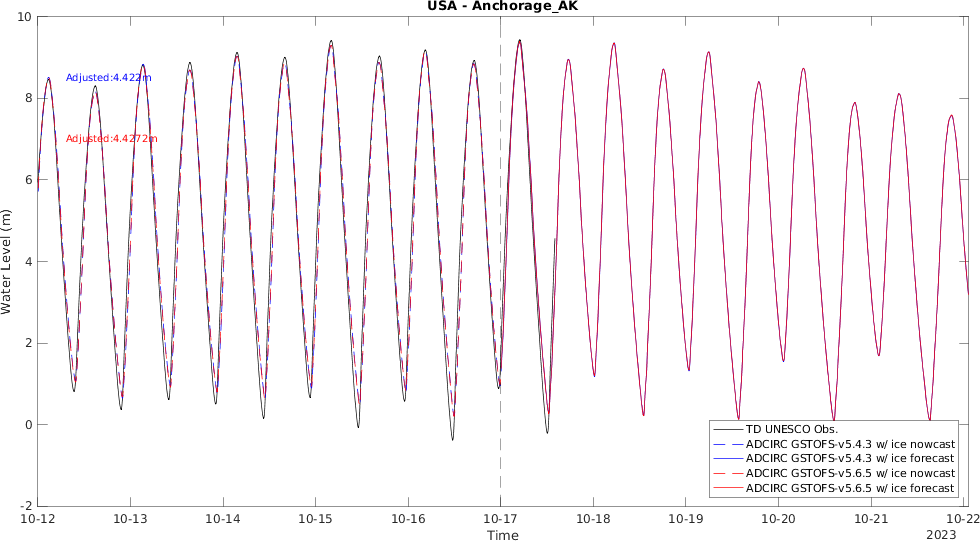 USA - Anchorage_AK
10
8
6
4
2
0
-2
Water Level (m)
Adjusted:4.422m
Adjusted:4.4272m
TD UNESCO Obs.
ADCIRC GSTOFS-v5.4.3 w/ ice nowcast
ADCIRC GSTOFS-v5.4.3 w/ ice forecast
ADCIRC GSTOFS-v5.6.5 w/ ice nowcast
ADCIRC GSTOFS-v5.6.5 w/ ice forecast
10-12 10-13 10-14 10-15 10-16 10-17 10-18 10-19 10-20 10-21 10-22
Time
2023